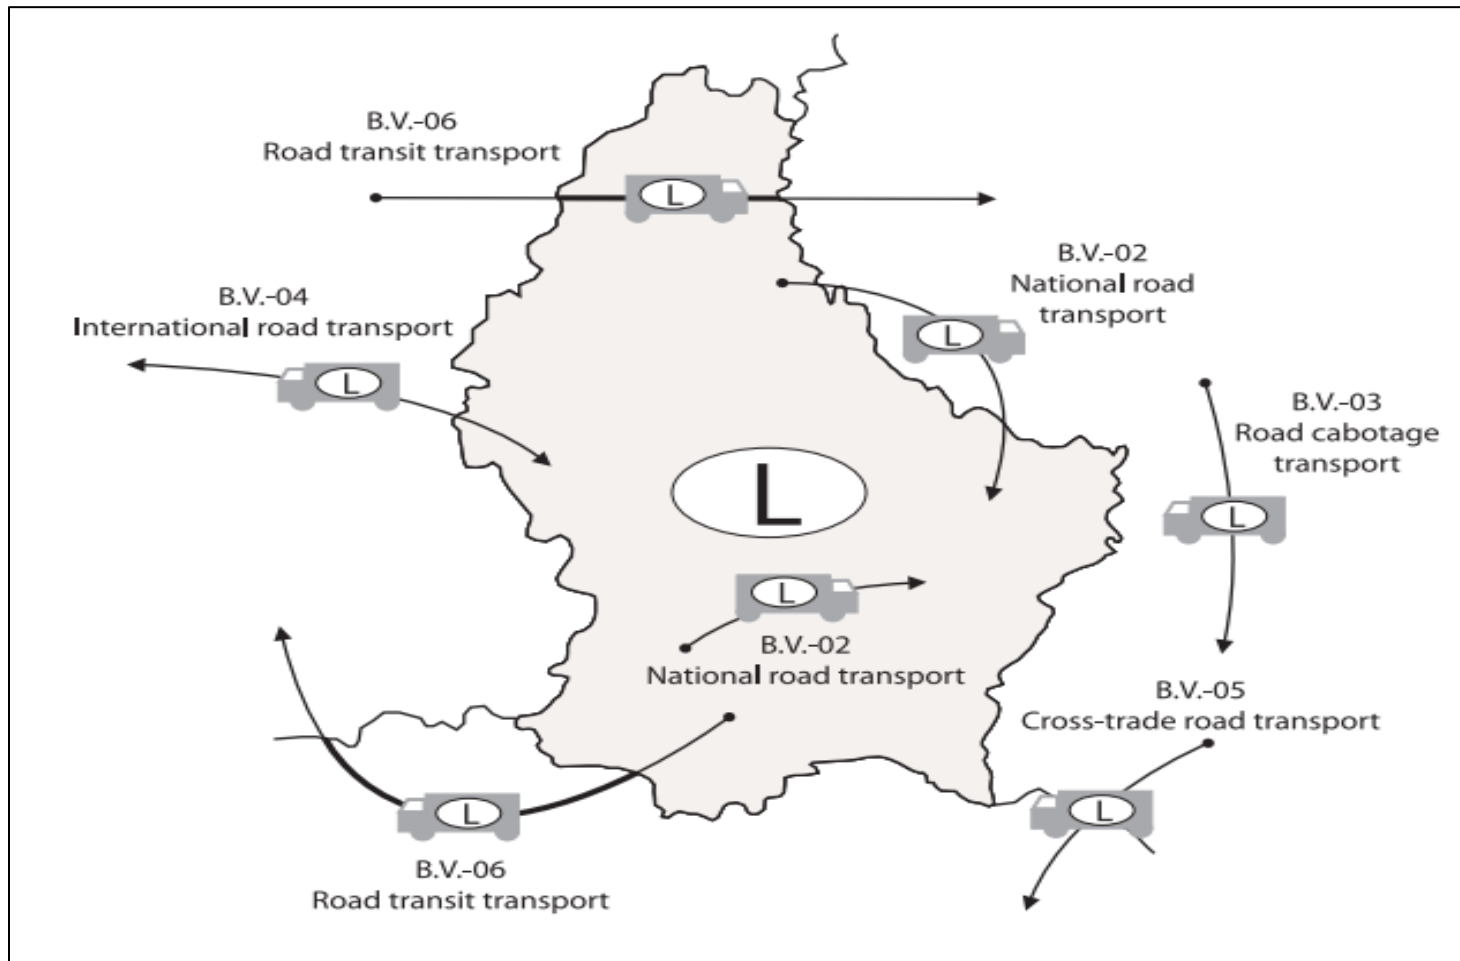 B.V.-06
Road transit transport
L
B.V.-02
National road
transport
L
B.V.-04
International road transport
L
B.V.-03
Road cabotage
transport
L
L
L
B.V.-02
National road transport
B.V.-05
Cross-trade road transport
L
L
B.V.-06
Road transit transport